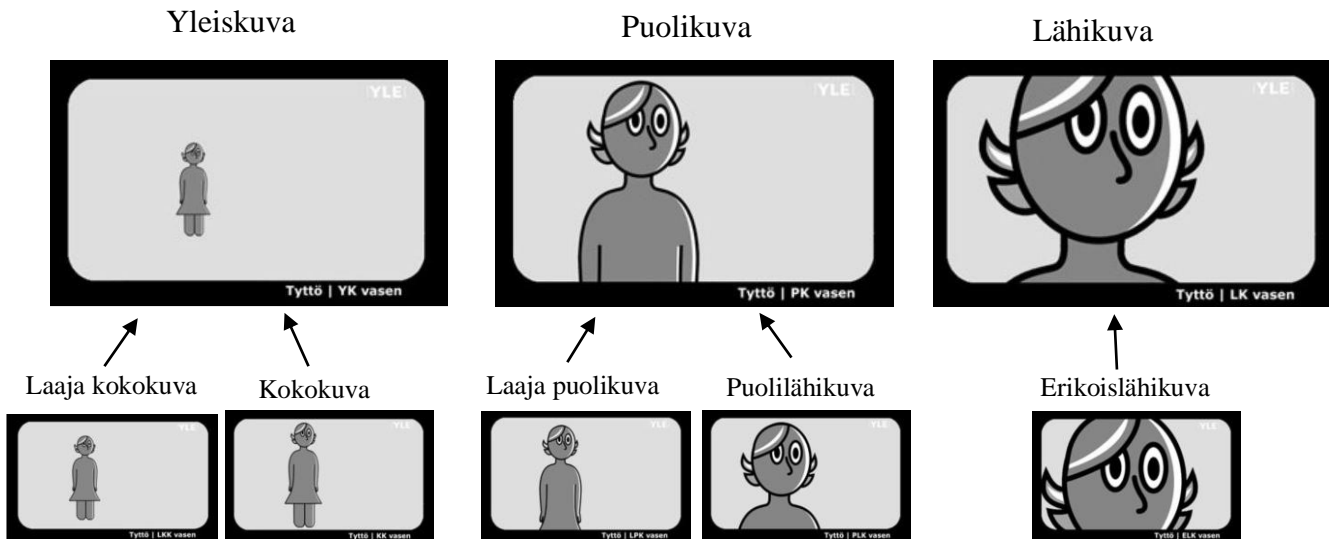 Yleiskuva
Puolikuva
Lähikuva
YLE
YLE
YLE
Tyttö | YK vasen
Tyttö | PK vasen
Tyttö | LK vasen
Laaja kokokuva
Kokokuva
Laaja puolikuva
Puolilähikuva
Erikoislähikuva
YLE
YLE
YLE
YLE
YLE
Tyttö | LKK vasen
Tyttö | KK vasen
Tyttö | LPK vasen
Tyttö | PLK vasen
Tyttö | ELK vasen